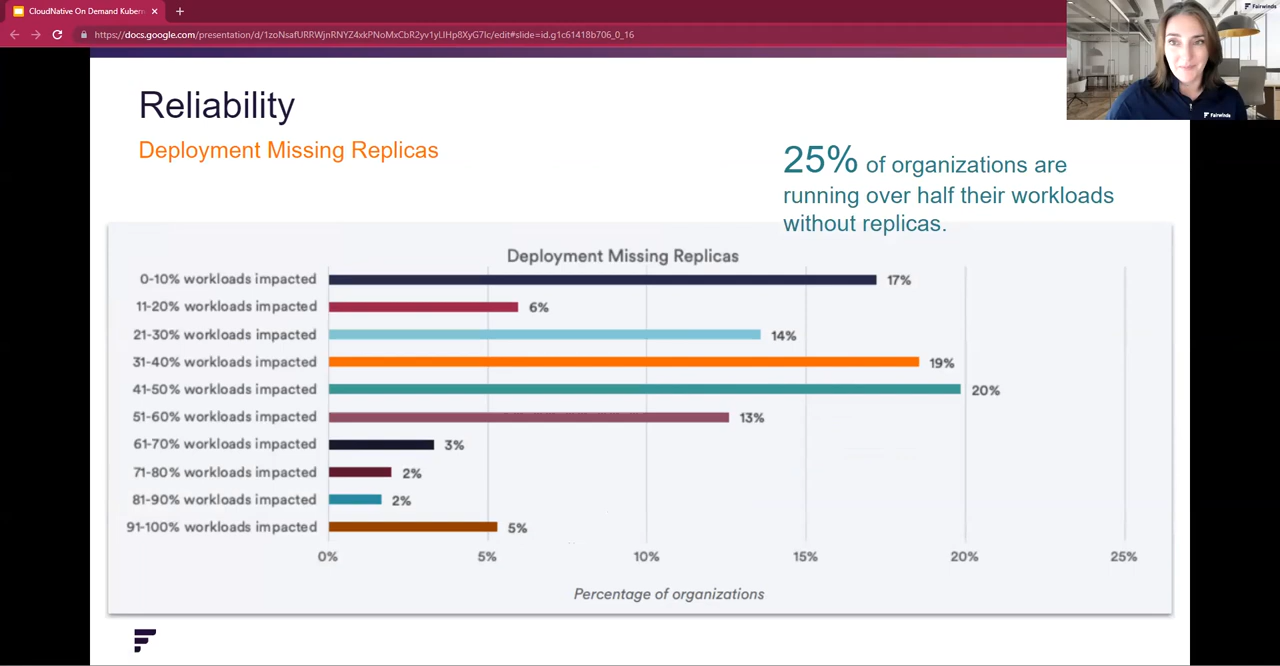 CloudNative On Demand Kubern
https://docs.google.com/presentation/d/1zoNsafURRWjnRNYZ4xkPNoMxCbR2yv1yLIHp8XyG7Ic/edit#slide=id.g1c61418b706_0_16
Fairwinds
Fairwinds
Reliability
Deployment Missing Replicas
25% of organizations are
running over half their workloads
without replicas.
Deployment Missing Replicas
0-10% workloads impacted 17%
11-20% workloads impacted 6%
21-30% workloads impacted 14%
31-40% workloads impacted 19%
41-50% workloads impacted 20%
51-60% workloads impacted 13%
61-70% workloads impacted 3%
71-80% workloads impacted 2%
81-90% workloads impacted 2%
91-100% workloads impacted 5%
0% 5% 10% 15% 20% 25%
Percentage of organizations